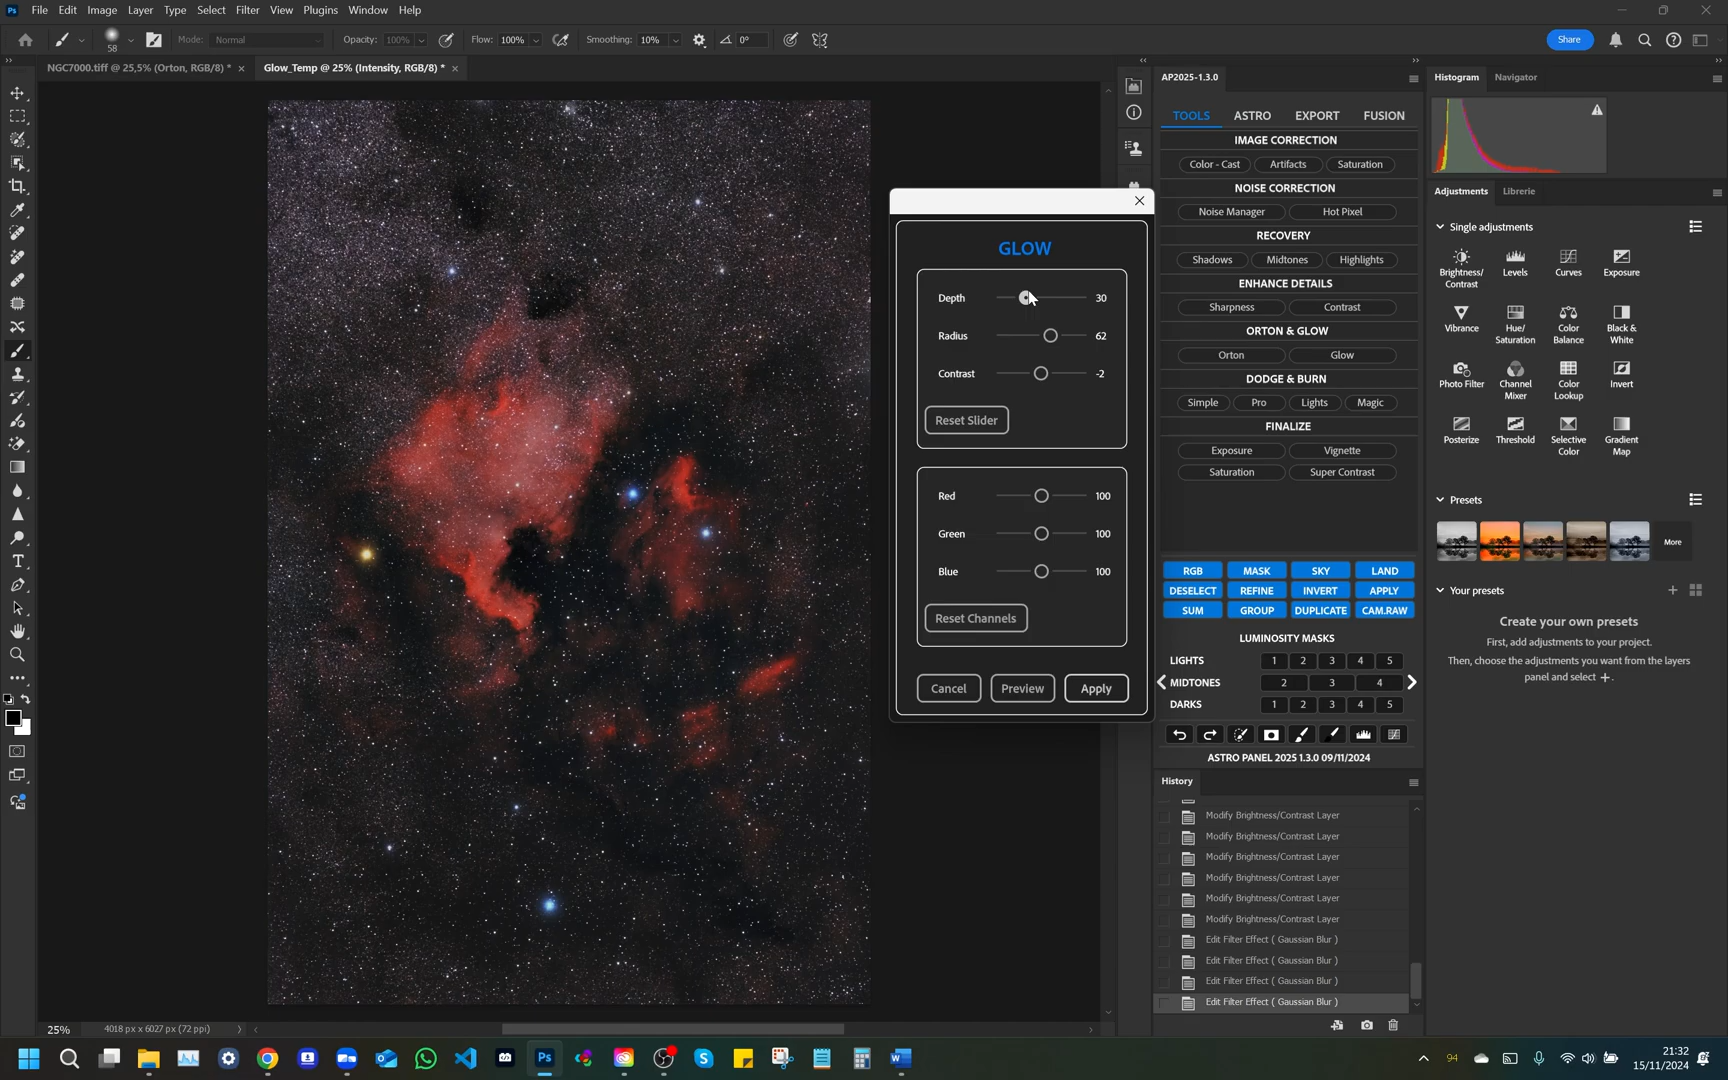 Ps File Edit Image Layer Type Select Filter View Plugins Window Help
58 Mode: Normal Opacity: 100% Flow: 100% Smoothing: 10% 0° Share
NGC7000.tiff @ 25,5% (Orton, RGB/8) * × Glow_Temp @ 25% (Intensity, RGB/8) * ×
AP2025-1.3.0
TOOLS ASTRO EXPORT FUSION
IMAGE CORRECTION
Color - Cast Artifacts Saturation
NOISE CORRECTION
Noise Manager Hot Pixel
RECOVERY
Shadows Midtones Highlights
ENHANCE DETAILS
Sharpness Contrast
ORTON & GLOW
Orton Glow
DODGE & BURN
Simple Pro Lights Magic
FINALIZE
Exposure Vignette
Saturation Super Contrast
RGB MASK SKY LAND
DESELECT REFINE INVERT APPLY
SUM GROUP DUPLICATE CAM.RAW
LUMINOSITY MASKS
LIGHTS 1 2 3 4 5
MIDTONES 2 3 4
DARKS 1 2 3 4 5
ASTRO PANEL 2025 1.3.0 09/11/2024
GLOW
Depth 30
Radius 62
Contrast -2
Reset Slider
Red 100
Green 100
Blue 100
Reset Channels
Cancel Preview Apply
History
Modify Brightness/Contrast Layer
Modify Brightness/Contrast Layer
Modify Brightness/Contrast Layer
Modify Brightness/Contrast Layer
Modify Brightness/Contrast Layer
Modify Brightness/Contrast Layer
Edit Filter Effect ( Gaussian Blur )
Edit Filter Effect ( Gaussian Blur )
Edit Filter Effect ( Gaussian Blur )
Edit Filter Effect ( Gaussian Blur )
Histogram Navigator
Adjustments Librerie
Single adjustments
Brightness/
Contrast
Levels Curves Exposure
Vibrance
Hue/
Saturation
Color
Balance
Black &
White
Photo Filter
Channel
Mixer
Color
Lookup
Invert
Posterize Threshold
Selective
Color
Gradient
Map
Presets
More
Your presets
Create your own presets
First, add adjustments to your project.
Then, choose the adjustments you want from the layers
panel and select +.
25% 4018 px x 6027 px (72 ppi)
94
21:32
15/11/2024